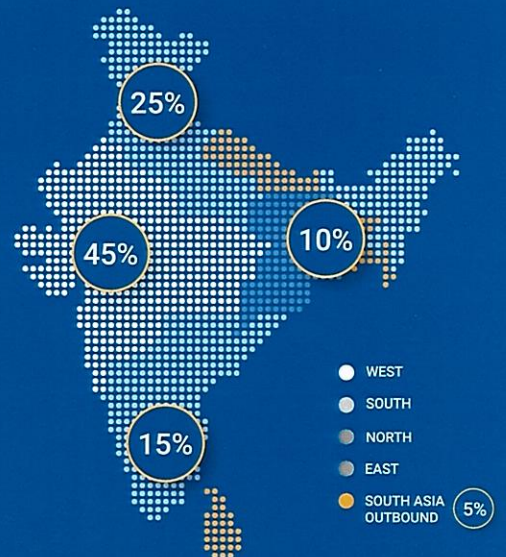 25%
45%
10%
15%
WEST
SOUTH
NORTH
EAST
SOUTH ASIA
OUTBOUND
5%